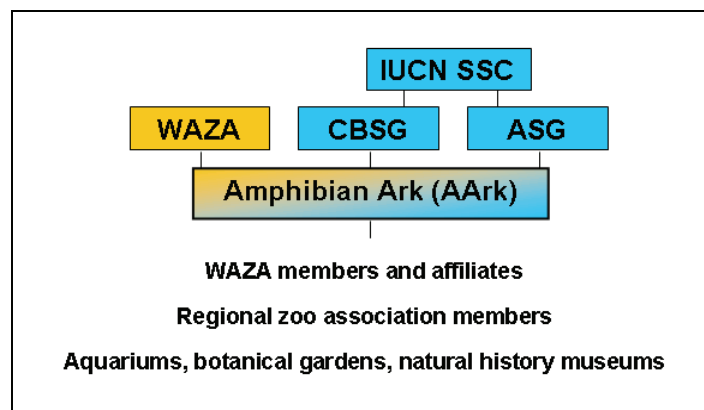 IUCN SSC
WAZA
CBSG
ASG
Amphibian Ark (AArk)
WAZA members and affiliates
Regional zoo association members
Aquariums, botanical gardens, natural history museums